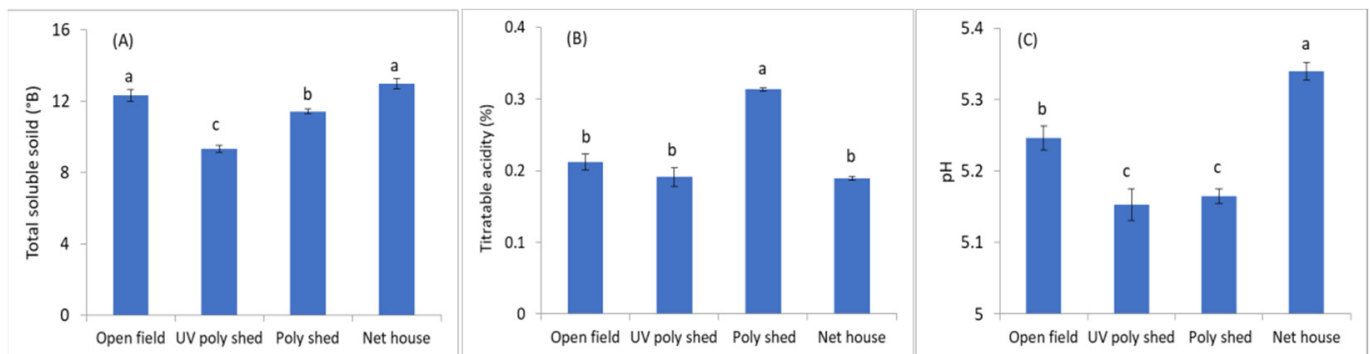 (A)
Total soluble soild (°B)
16
12
8
4
0
a
c
b
a
Open field UV poly shed Poly shed Net house
(B)
Titratable acidity (%)
0.4
0.3
0.2
0.1
0
b
b
a
b
Open field UV poly shed Poly shed Net house
(C)
pH
5.4
5.3
5.2
5.1
5
b
c
c
a
Open field UV poly shed Poly shed Net house